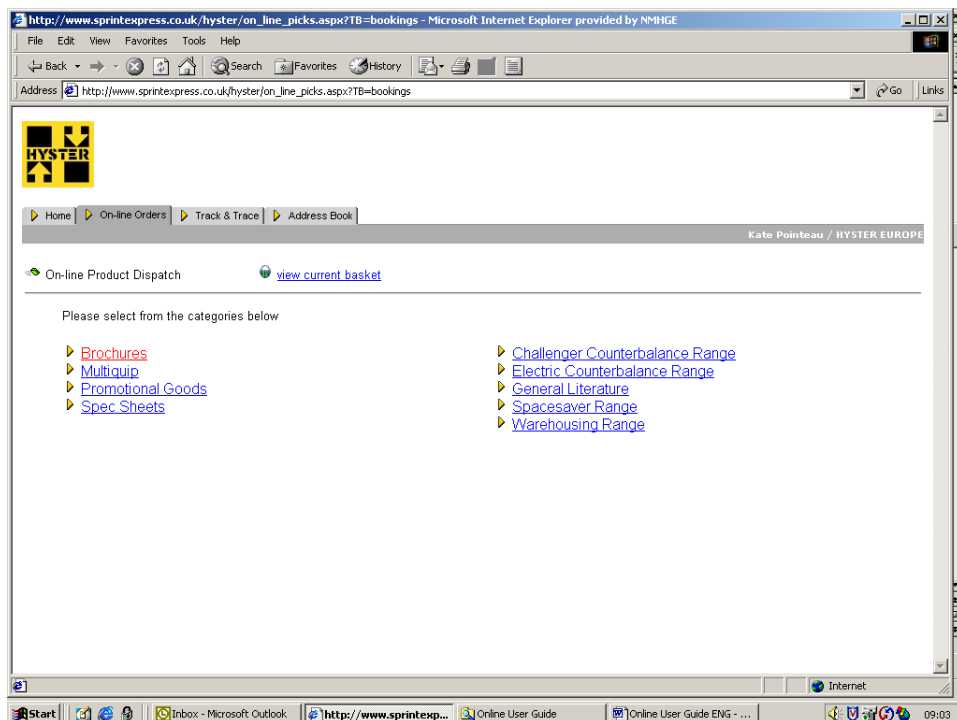 http://www.sprintexpress.co.uk/hyster/on_line_picks.aspx?TB=bookings - Microsoft Internet Explorer provided by NMHGE
File Edit View Favorites Tools Help
Back Search Favorites History
Address http://www.sprintexpress.co.uk/hyster/on_line_picks.aspx?TB=bookings Go Links
HYSTER
Home On-line Orders Track & Trace Address Book
Kate Pointeau / HYSTER EUROPE
On-line Product Dispatch view current basket
Please select from the categories below
Brochures
Multiquip
Promotional Goods
Spec Sheets
Challenger Counterbalance Range
Electric Counterbalance Range
General Literature
Spacesaver Range
Warehousing Range
Internet
Start Inbox - Microsoft Outlook http://www.sprintexp... Online User Guide Online User Guide ENG - ... 09:03